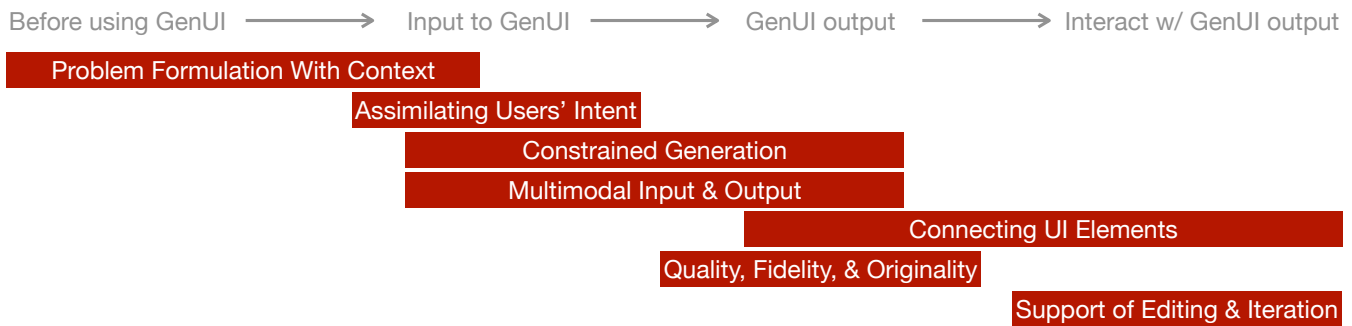 Before using GenUI → Input to GenUI → GenUI output → Interact w/ GenUI output
Problem Formulation With Context
Assimilating Users’ Intent
Constrained Generation
Multimodal Input & Output
Connecting UI Elements
Quality, Fidelity, & Originality
Support of Editing & Iteration